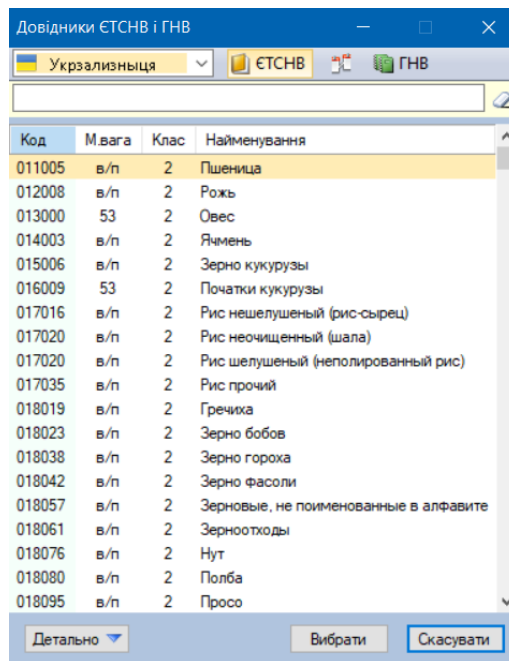 Довідники ЄТСНВ і ГНВ
Укрзализныця ЄТСНВ ГНВ
Код М.вага Клас Найменування
011005 в/п 2 Пшеница
012008 в/п 2 Рожь
013000 53 2 Овес
014003 в/п 2 Ячмень
015006 в/п 2 Зерно кукурузы
016009 53 2 Початки кукурузы
017016 в/п 2 Рис нешелушеный (рис-сырец)
017020 в/п 2 Рис неочищенный (шала)
017020 в/п 2 Рис шелушеный (неполированный рис)
017035 в/п 2 Рис прочий
018019 в/п 2 Гречиха
018023 в/п 2 Зерно бобов
018038 в/п 2 Зерно гороха
018042 в/п 2 Зерно фасоли
018057 в/п 2 Зерновые, не поименованные в алфавите
018061 в/п 2 Зерноотходы
018076 в/п 2 Нут
018080 в/п 2 Полба
018095 в/п 2 Просо
Детально Вибрати Скасувати